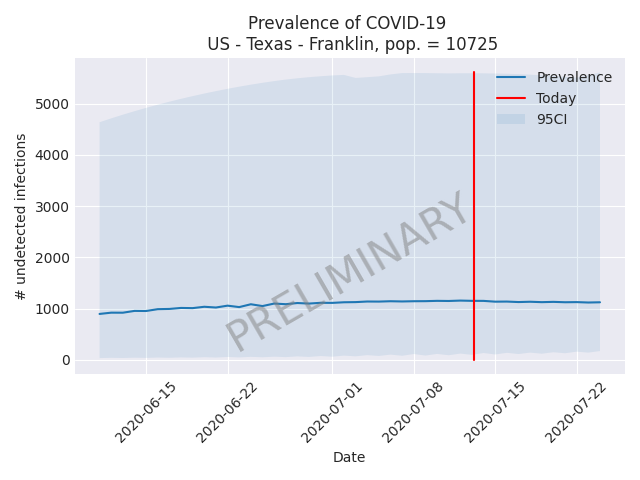 Prevalence of COVID-19
US - Texas - Franklin, pop. = 10725
Prevalence
Today
95CI
# undetected infections
5000
4000
3000
2000
1000
0
PRELIMINARY
2020-06-15
2020-06-22
2020-07-01
2020-07-08
2020-07-15
2020-07-22
Date